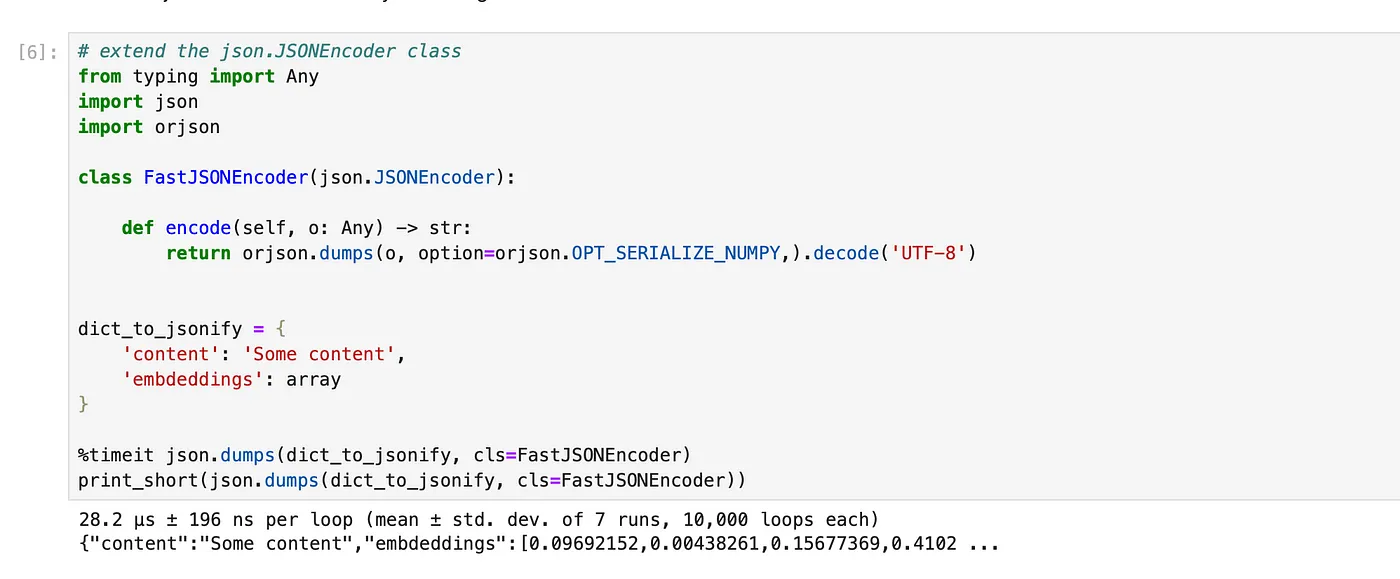 [6]:
# extend the json.JSONEncoder class
from typing import Any
import json
import orjson
class FastJSONEncoder(json.JSONEncoder):
    def encode(self, o: Any) -> str:
        return orjson.dumps(o, option=orjson.OPT_SERIALIZE_NUMPY,).decode('UTF-8')
dict_to_jsonify = {
    'content': 'Some content',
    'embdeddings': array
}
%timeit json.dumps(dict_to_jsonify, cls=FastJSONEncoder)
print_short(json.dumps(dict_to_jsonify, cls=FastJSONEncoder))
28.2 µs ± 196 ns per loop (mean ± std. dev. of 7 runs, 10,000 loops each)
{"content":"Some content","embdeddings":[0.09692152,0.00438261,0.15677369,0.4102 ...